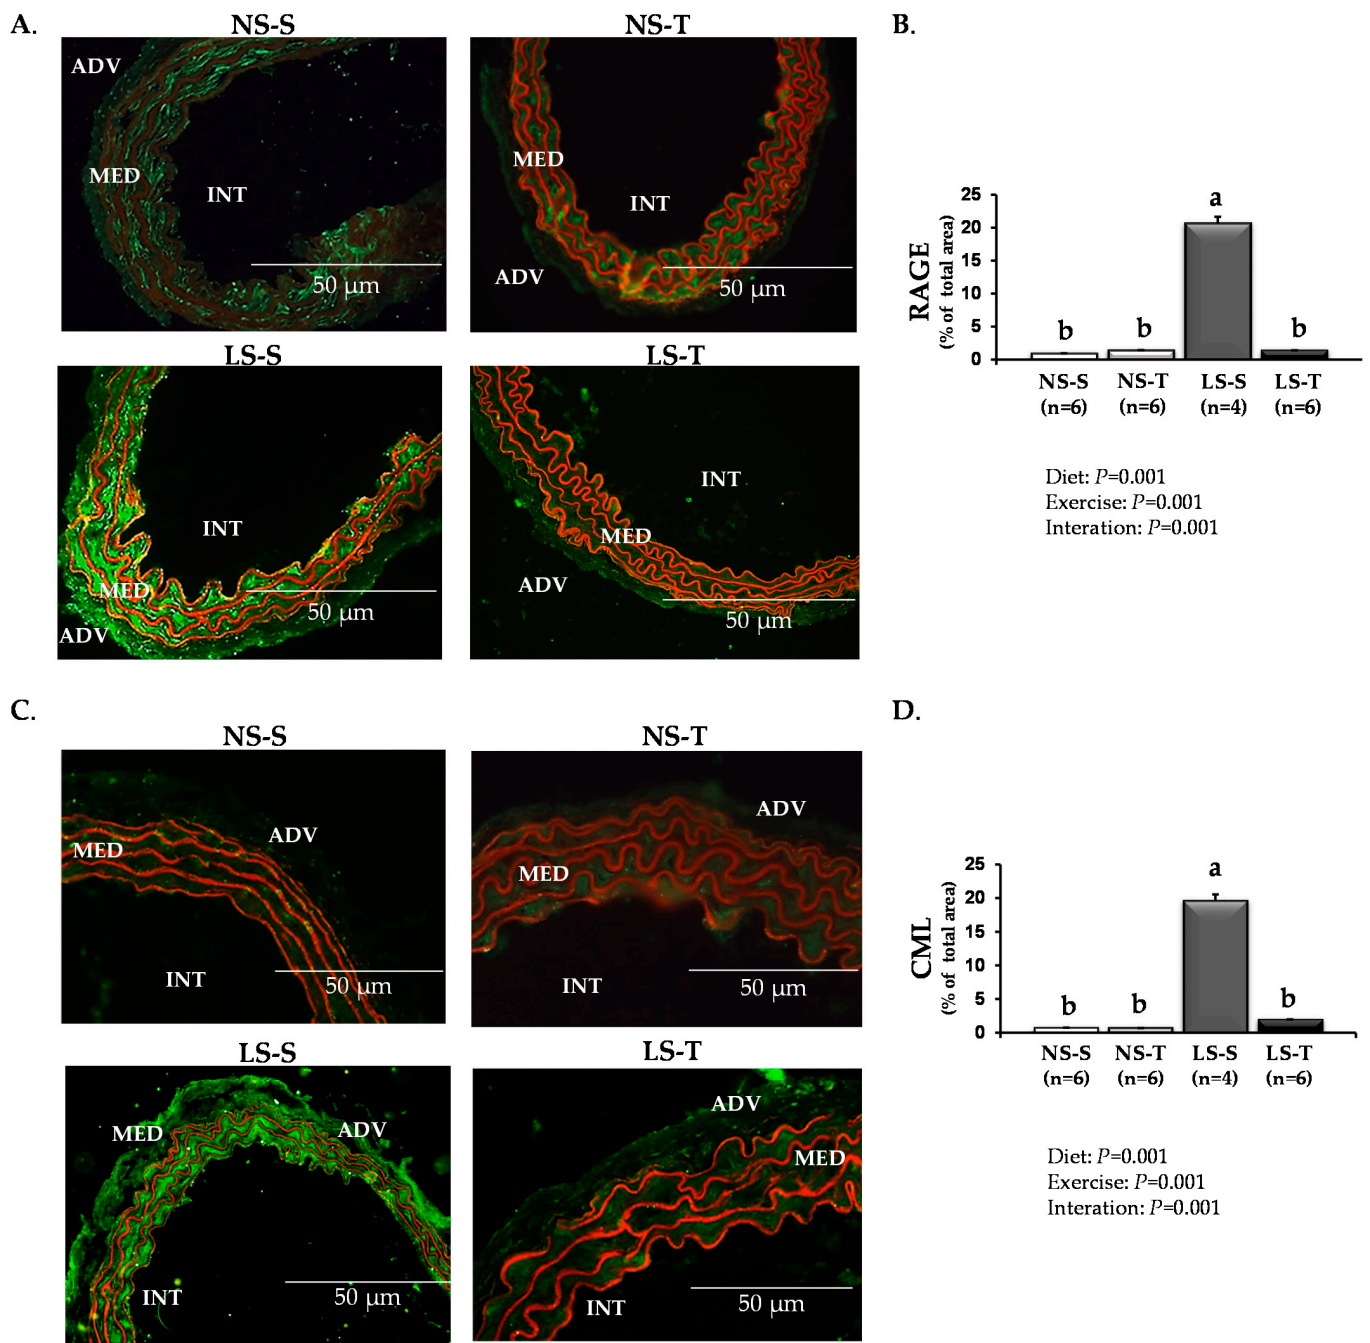 A.
NS-S
NS-T
ADV
MED
INT
50 µm
MED
INT
ADV
50 µm
LS-S
LS-T
INT
MED
50 µm
ADV
INT
MED
ADV
50 µm
B.
RAGE
(% of total area)
25
20
15
10
5
0
b
b
a
b
NS-S
NS-T
LS-S
LS-T
(n=6)
(n=6)
(n=4)
(n=6)
Diet: P=0.001
Exercise: P=0.001
Interation: P=0.001
C.
NS-S
NS-T
ADV
MED
INT
50 µm
ADV
MED
INT
50 µm
LS-S
LS-T
MED
ADV
INT
50 µm
ADV
MED
INT
50 µm
D.
CML
(% of total area)
25
20
15
10
5
0
b
b
a
b
NS-S
NS-T
LS-S
LS-T
(n=6)
(n=6)
(n=4)
(n=6)
Diet: P=0.001
Exercise: P=0.001
Interation: P=0.001